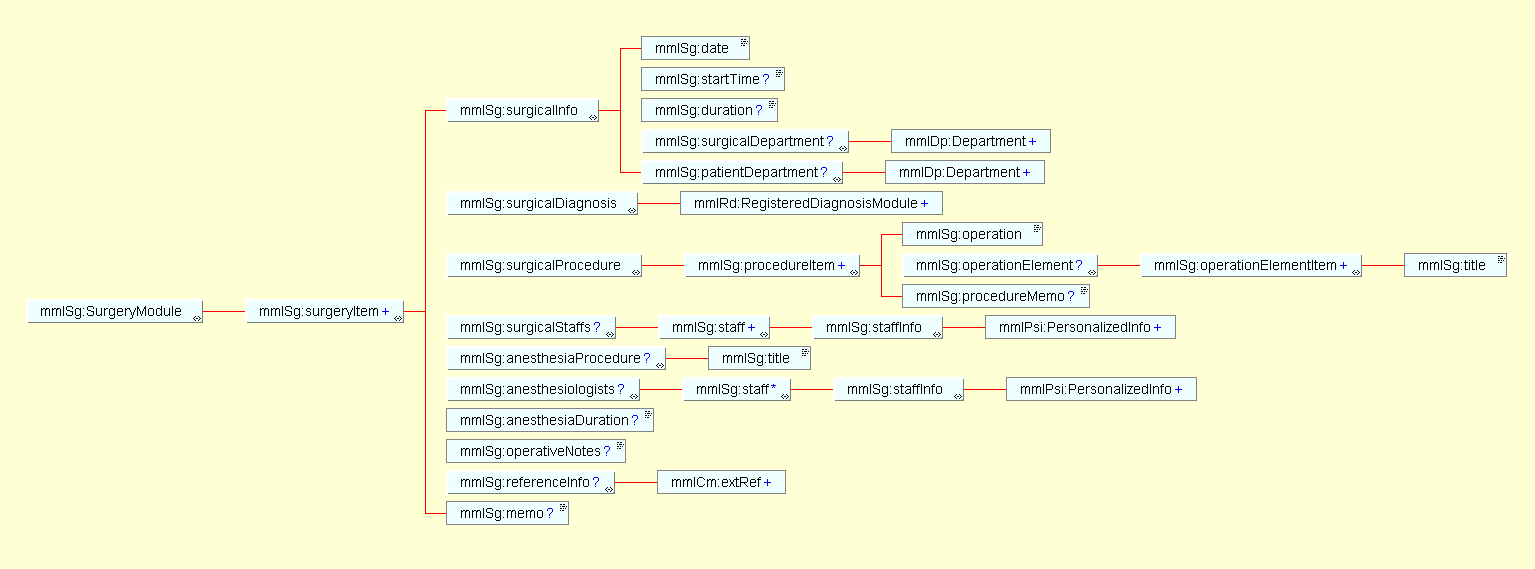 mmlSg:date
mmlSg:startTime?
mmlSg:surgicalInfo
mmlSg:duration?
mmlSg:surgicalDepartment? mmlDp:Department+
mmlSg:patientDepartment? mmlDp:Department+
mmlSg:surgicalDiagnosis mmlRd:RegisteredDiagnosisModule+
mmlSg:operation
mmlSg:surgicalProcedure mmlSg:procedureItem+ mmlSg:operationElement? mmlSg:operationElementItem+ mmlSg:title
mmlSg:procedureMemo?
mmlSg:SurgeryModule mmlSg:surgeryItem+
mmlSg:surgicalStaffs? mmlSg:staff+ mmlSg:staffInfo mmlPsi:PersonalizedInfo+
mmlSg:anesthesiaProcedure? mmlSg:title
mmlSg:anesthesiologists? mmlSg:staff* mmlSg:staffInfo mmlPsi:PersonalizedInfo+
mmlSg:anesthesiaDuration?
mmlSg:operativeNotes?
mmlSg:referenceInfo? mmlCm:extRef+
mmlSg:memo?